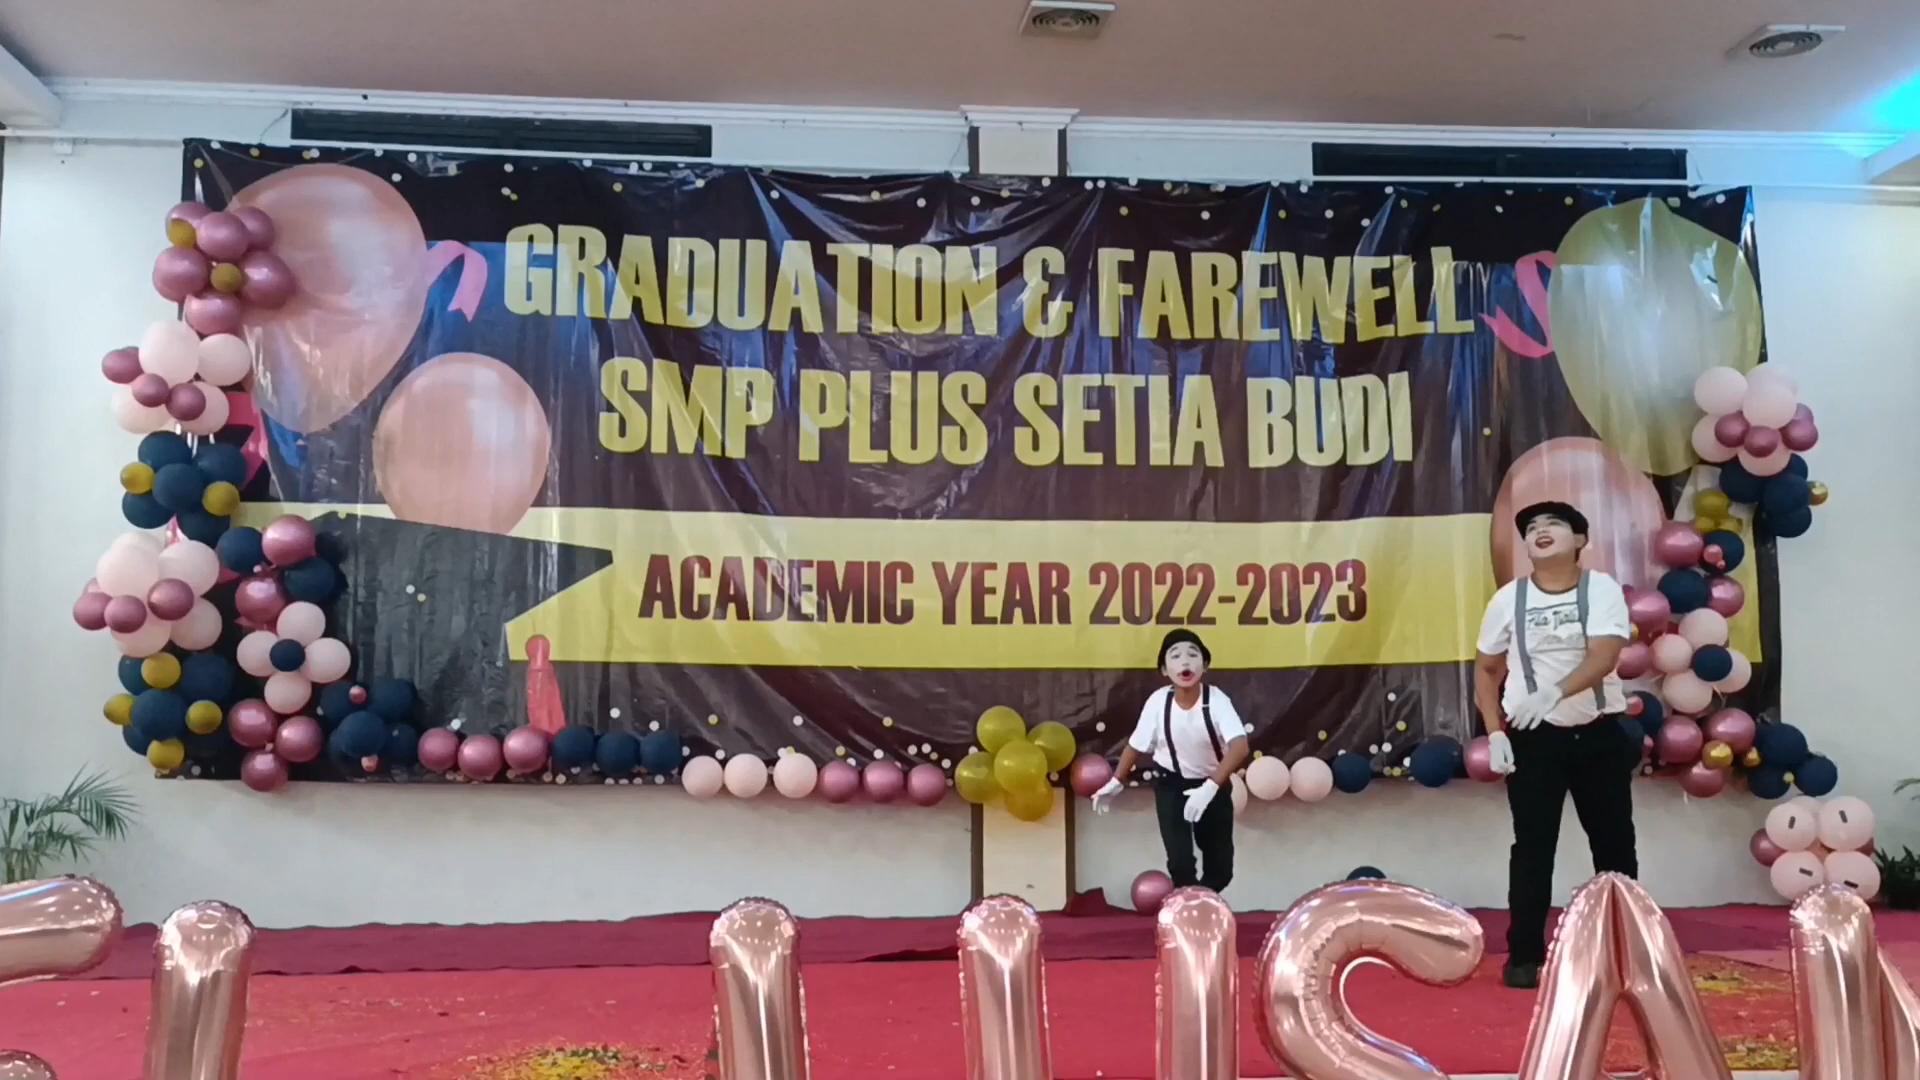 GRADUATION & FAREWELL
SMP PLUS SETIA BUDI
ACADEMIC YEAR 2022-2023